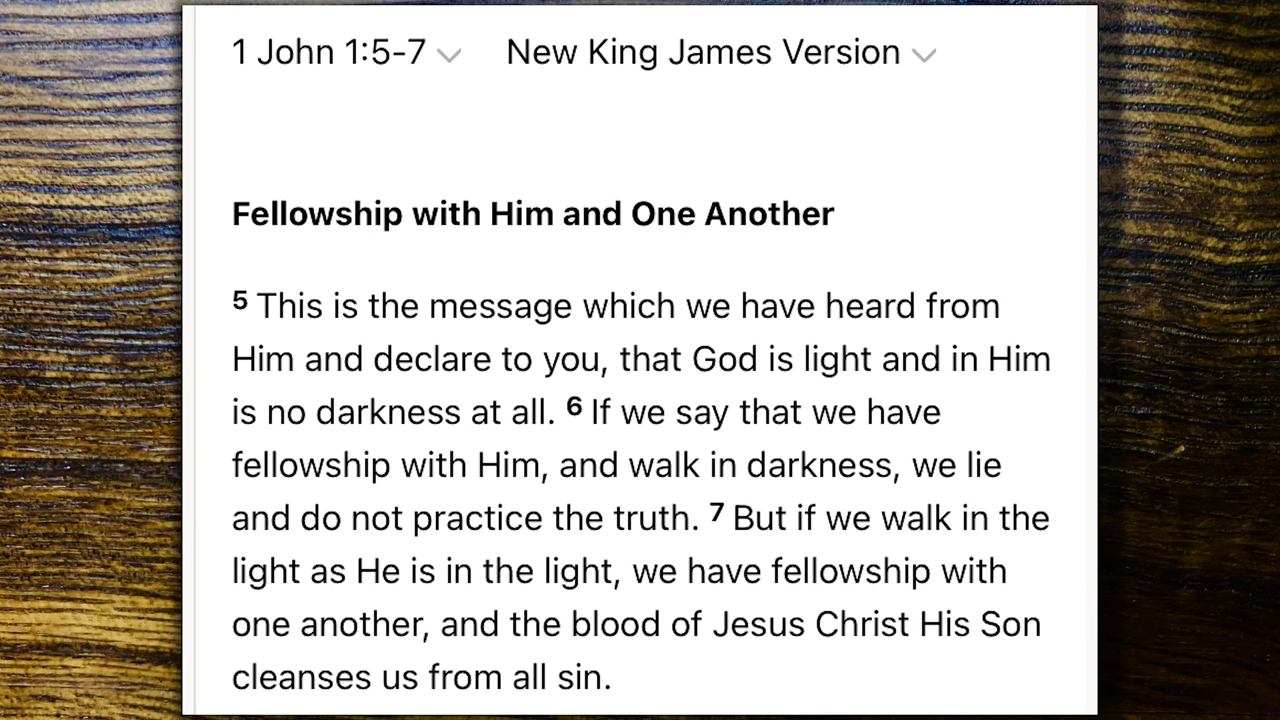 1 John 1:5-7 New King James Version
Fellowship with Him and One Another
5 This is the message which we have heard from
Him and declare to you, that God is light and in Him
is no darkness at all. 6 If we say that we have
fellowship with Him, and walk in darkness, we lie
and do not practice the truth. 7 But if we walk in the
light as He is in the light, we have fellowship with
one another, and the blood of Jesus Christ His Son
cleanses us from all sin.